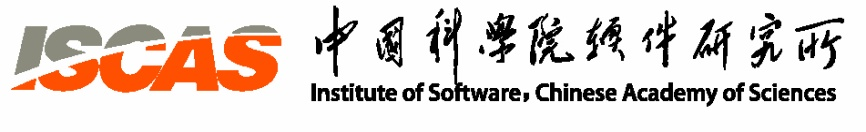 ISCAS
中國科學院軟件研究所
Institute of Software，Chinese Academy of Sciences